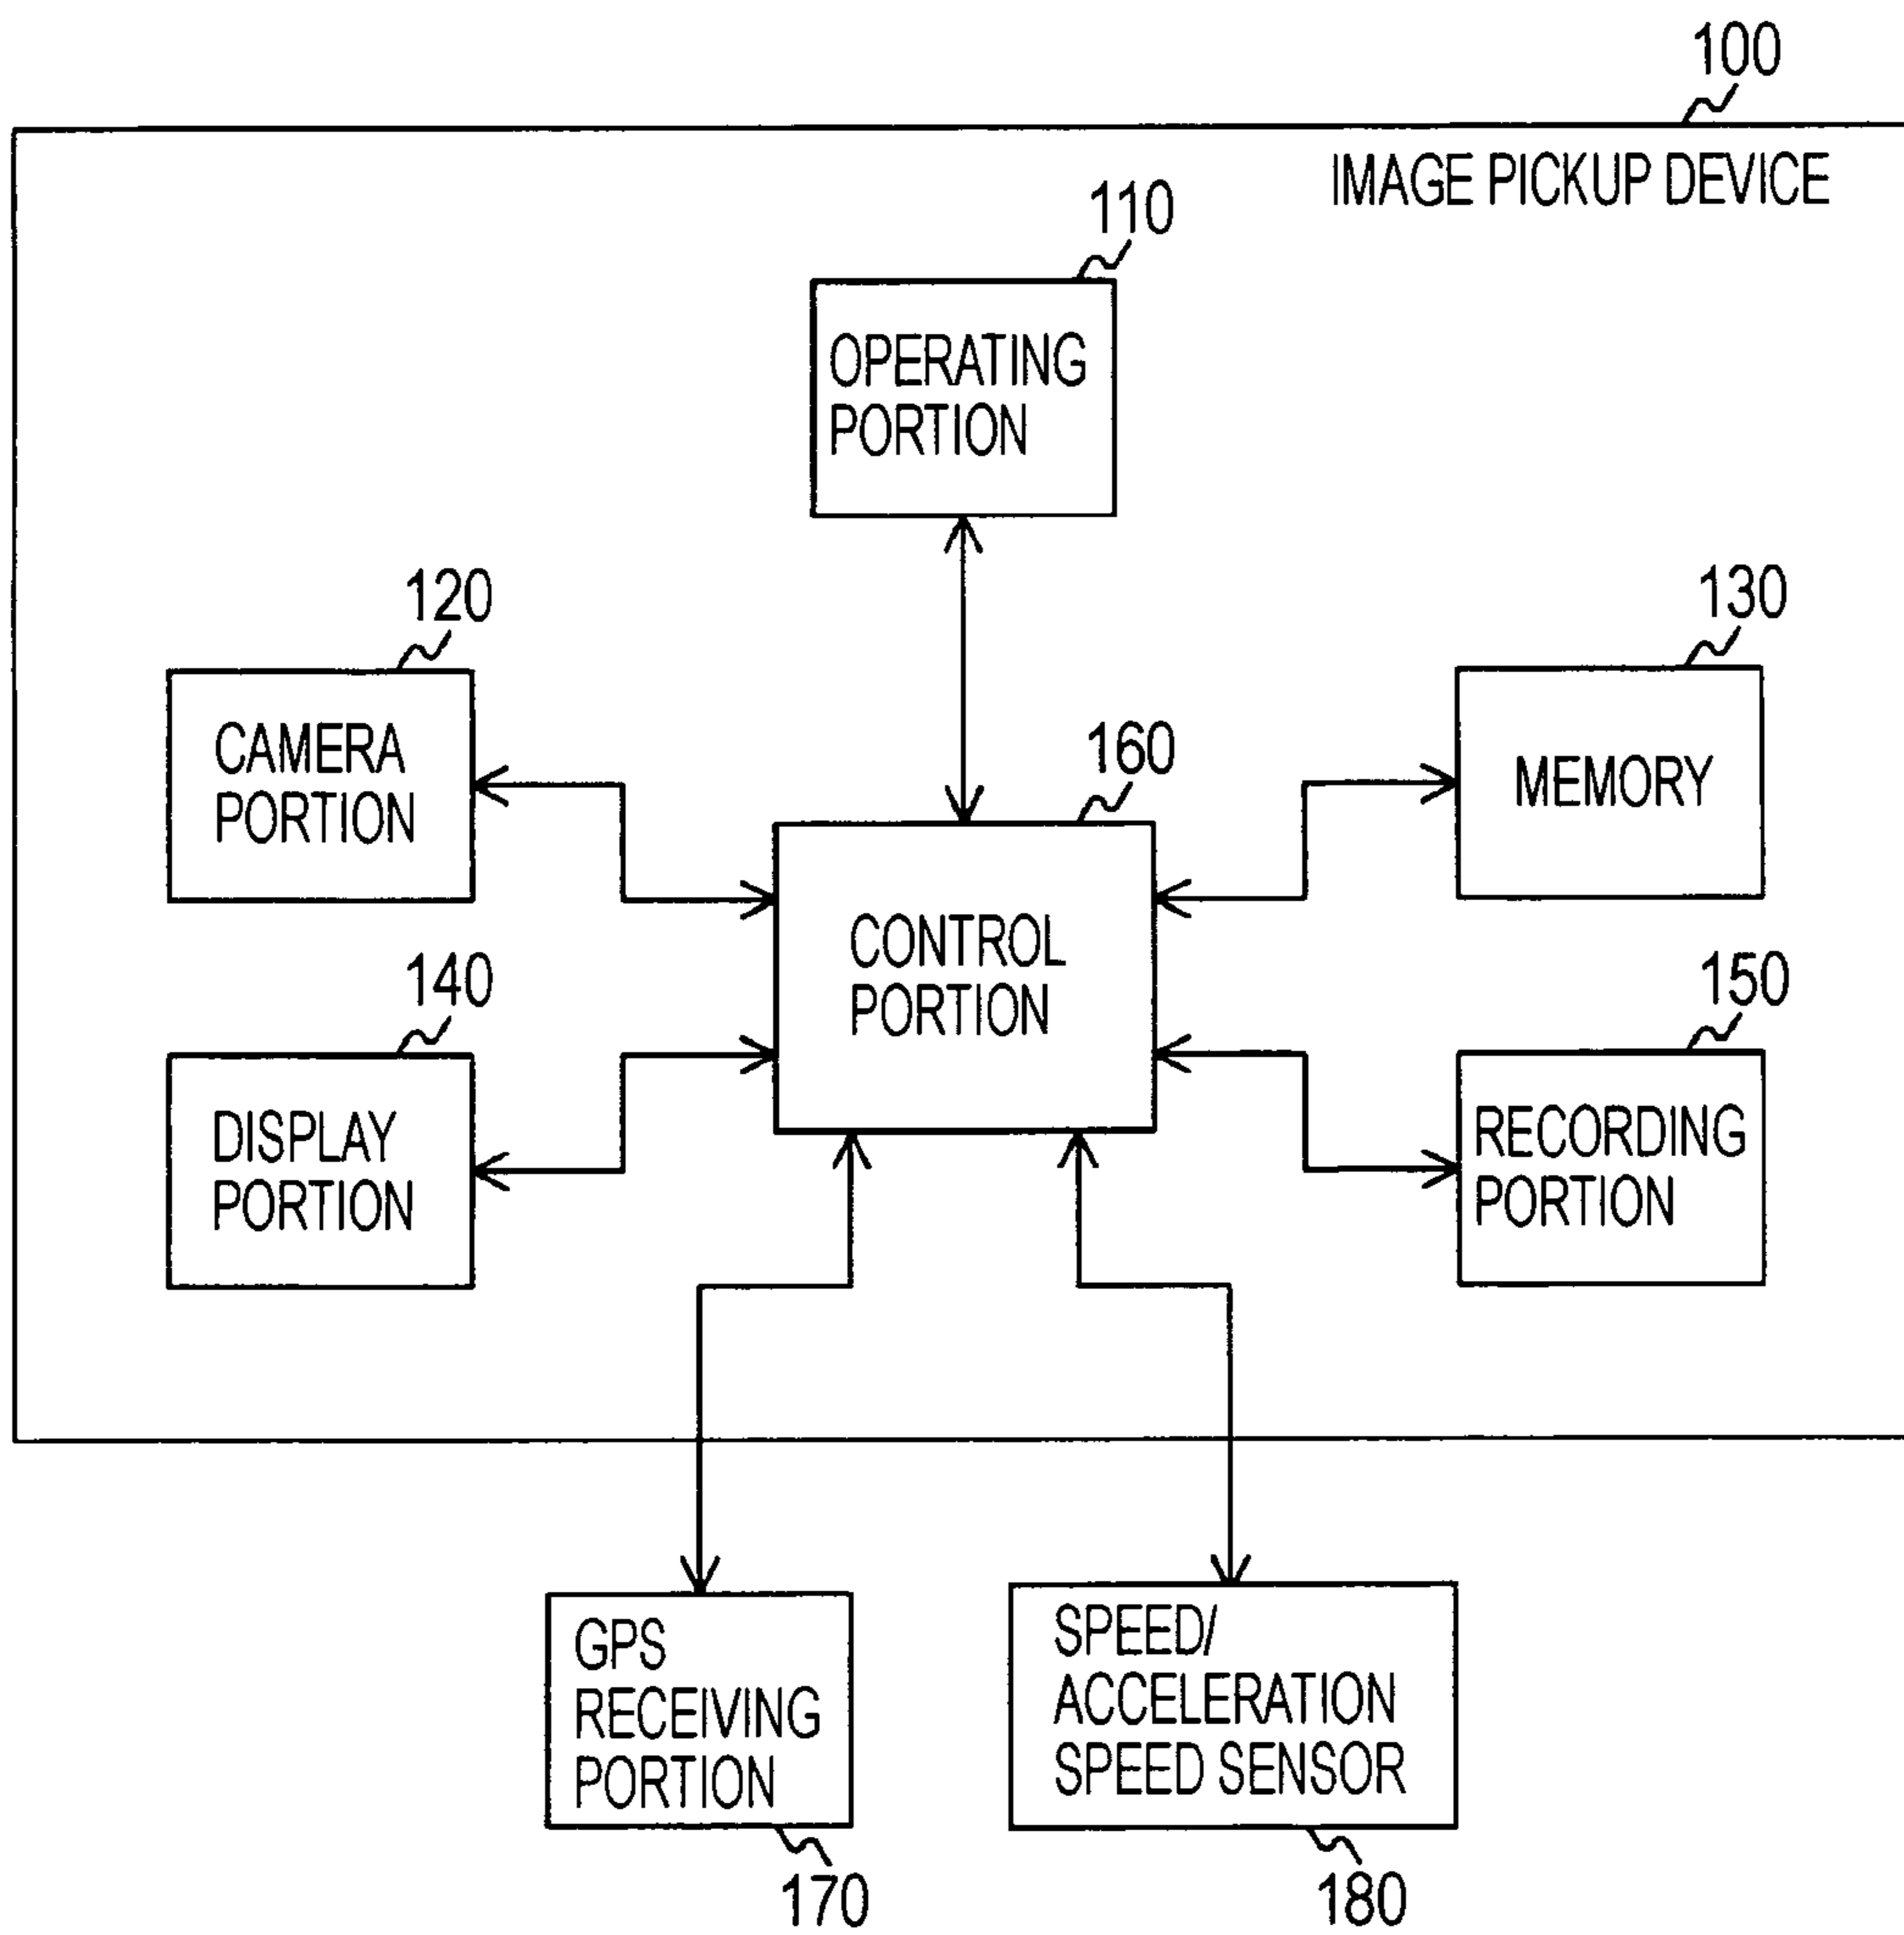 100
IMAGE PICKUP DEVICE
110
OPERATING
PORTION
120
CAMERA
PORTION
130
MEMORY
160
CONTROL
PORTION
140
DISPLAY
PORTION
150
RECORDING
PORTION
GPS
RECEIVING
PORTION
170
SPEED/
ACCELERATION
SPEED SENSOR
180